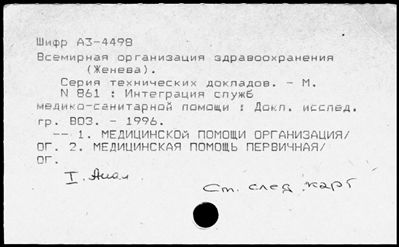 Шифр А3-4498
Всемирная организация здравоохранения
(Женева).
Серия технических докладов. - М.
N 861 : Интеграция служб
медико-санитарной помощи : Докл. исслед.
гр. ВОЗ. - 1996.
-- 1. МЕДИЦИНСКОЙ ПОМОЩИ ОРГАНИЗАЦИЯ/
ОГ. 2. МЕДИЦИНСКАЯ ПОМОЩЬ ПЕРВИЧНАЯ/
ОГ.
I.
См. след карт